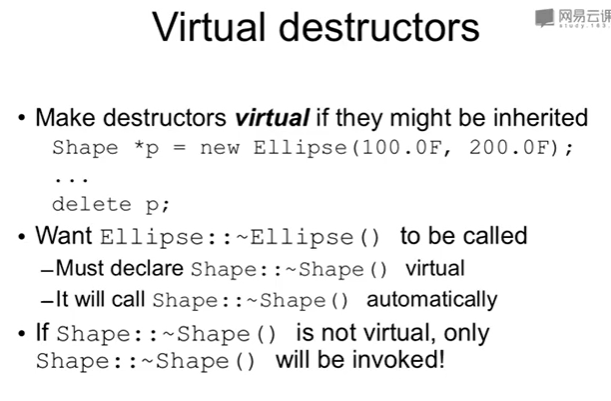 Virtual destructors
网易云课
study.163.
• Make destructors virtual if they might be inherited
Shape *p = new Ellipse(100.0F, 200.0F);
...
delete p;
• Want Ellipse::~Ellipse() to be called
–Must declare Shape::~Shape() virtual
–It will call Shape::~Shape() automatically
• If Shape::~Shape() is not virtual, only
Shape::~Shape() will be invoked!